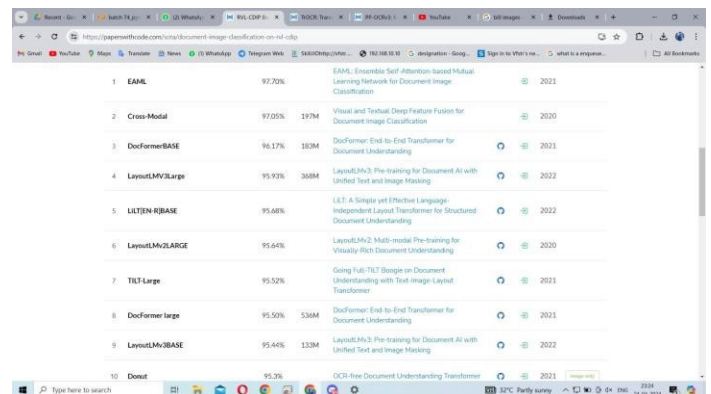 batch 74.p
(2) WhatsA
RVL-CDIP
TrOCR: Tran
PP-OCRv3:
YouTube
bill images
Downloads
https://paperswithcode.com/sota/document-image-classification-on-rvl-cdip
Gmail YouTube Maps Translate News (1) WhatsApp Telegram Web 192.168.10.10 designation - Goog... Sign in to what is a enqueue... All Bookmarks
1 EAML 97.70% EAML: Ensemble Self-Attention-based Mutual Learning Network for Document Image Classification 2021
2 Cross-Modal 97.05% 197M Visual and Textual Deep Feature Fusion for Document Image Classification 2020
3 DocFormerBASE 96.17% 183M DocFormer: End-to-End Transformer for Document Understanding 2021
4 LayoutLMV3Large 95.93% 368M LayoutLMv3: Pre-training for Document AI with Unified Text and Image Masking 2022
5 LiLT[EN-R]BASE 95.68% LiLT: A Simple yet Effective Language-Independent Layout Transformer for Structured Document Understanding 2022
6 LayoutLMv2LARGE 95.64% LayoutLMv2: Multi-modal Pre-training for Visually-Rich Document Understanding 2020
7 TILT-Large 95.52% Going Full-TILT Boogie on Document Understanding with Text-Image-Layout Transformer 2021
8 DocFormer large 95.50% 536M DocFormer: End-to-End Transformer for Document Understanding 2021
9 LayoutLMv3BASE 95.44% 133M LayoutLMv3: Pre-training for Document AI with Unified Text and Image Masking 2022
10 Donut 95.3% OCR-free Document Understanding Transformer 2021 image only
Type here to search 32°C Partly sunny ENG 23:24